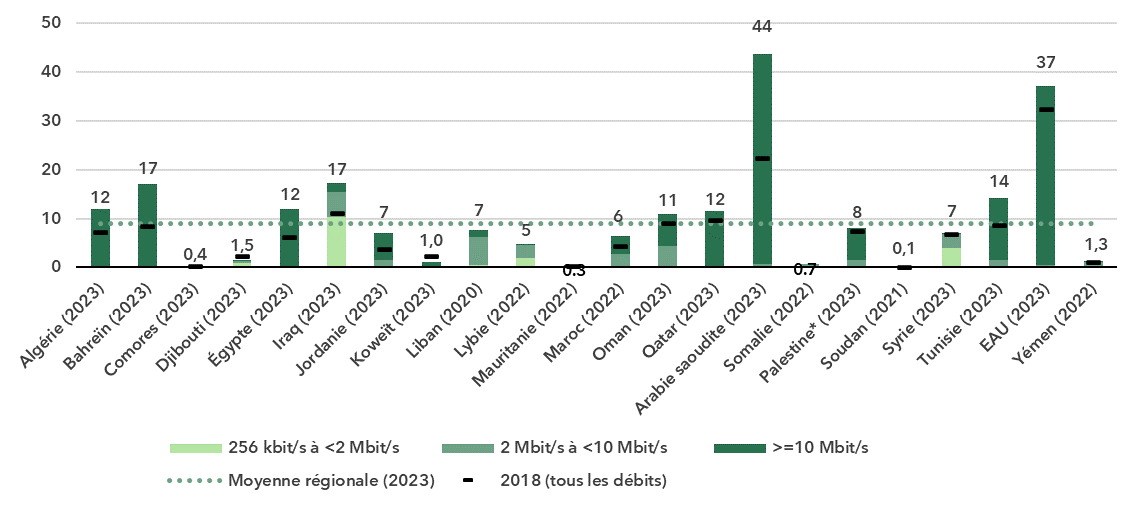 50
40
30
20
10
0
12
17
0,4
1,5
12
17
7
1,0
7
5
0.3
6
11
12
44
0.7
8
0,1
7
14
37
1,3
Algérie (2023)
Bahreïn (2023)
Comores (2023)
Djibouti (2023)
Égypte (2023)
Iraq (2023)
Jordanie (2023)
Koweït (2023)
Liban (2020)
Lybie (2022)
Mauritanie (2022)
Maroc (2022)
Oman (2023)
Qatar (2023)
Arabie saoudite (2023)
Somalie (2022)
Palestine* (2023)
Soudan (2021)
Syrie (2023)
Tunisie (2023)
EAU (2023)
Yémen (2022)
256 kbit/s à <2 Mbit/s
2 Mbit/s à <10 Mbit/s
>=10 Mbit/s
Moyenne régionale (2023)
2018 (tous les débits)